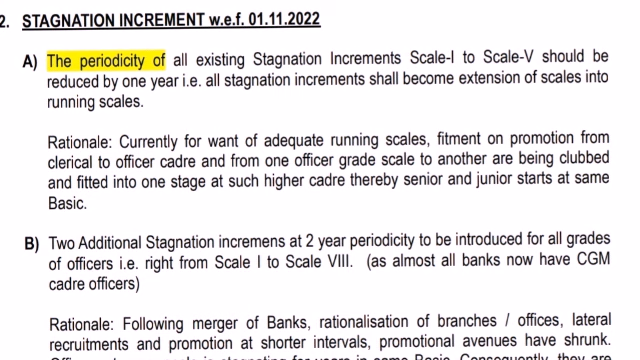 2. STAGNATION INCREMENT w.e.f. 01.11.2022
A) The periodicity of all existing Stagnation Increments Scale-I to Scale-V should be
reduced by one year i.e. all stagnation increments shall become extension of scales into
running scales.
Rationale: Currently for want of adequate running scales, fitment on promotion from
clerical to officer cadre and from one officer grade scale to another are being clubbed
and fitted into one stage at such higher cadre thereby senior and junior starts at same
Basic.
B) Two Additional Stagnation incremens at 2 year periodicity to be introduced for all grades
of officers i.e. right from Scale I to Scale VIII. (as almost all banks now have CGM
cadre officers)
Rationale: Following merger of Banks, rationalisation of branches / offices, lateral
recruitments and promotion at shorter intervals, promotional avenues have shrunk.